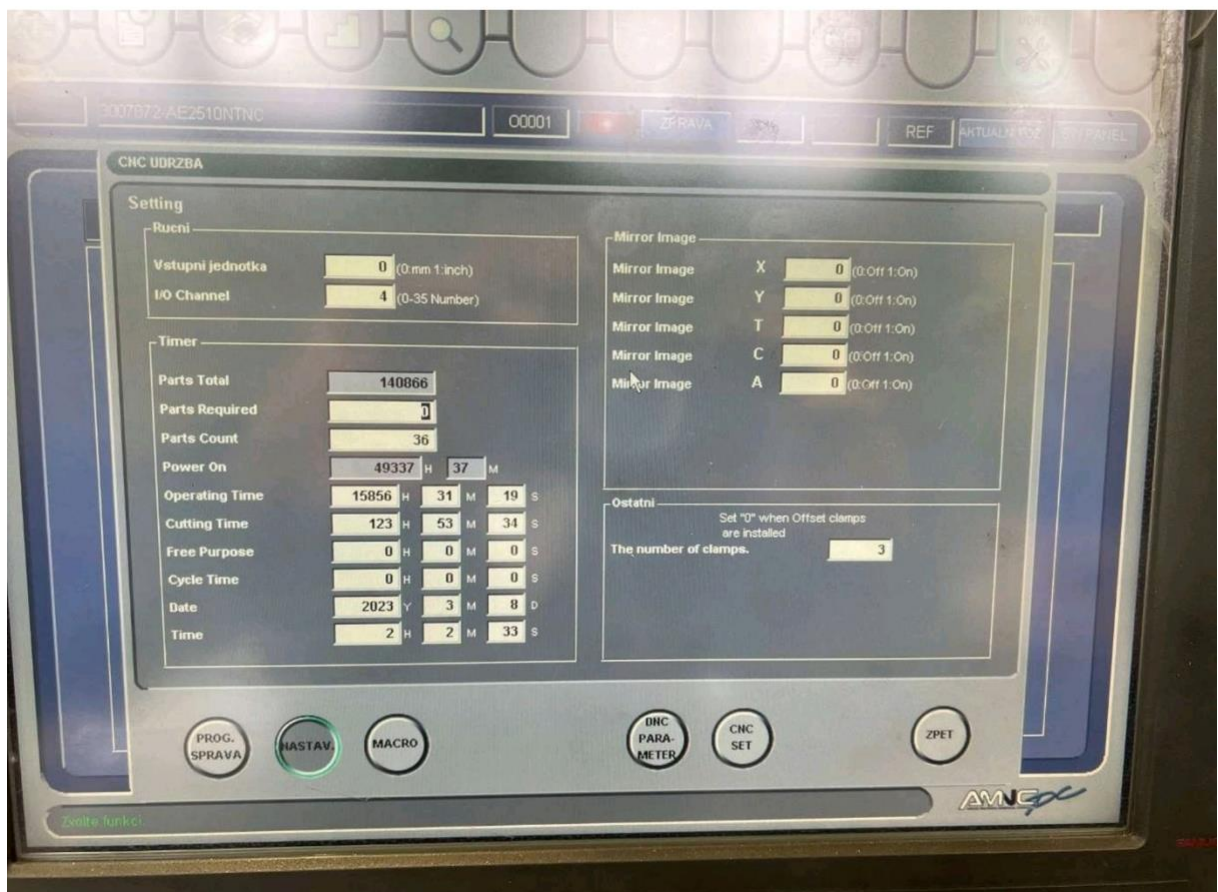 3007872-AE2510NTNC O0001 ZPRAVA REF
CNC UDRZBA
Setting
Rucni
Vstupni jednotka 0 (0:mm 1:inch)
I/O Channel 4 (0-35 Number)
Timer
Parts Total 140866
Parts Required 0
Parts Count 36
Power On 49337 H 37 M
Operating Time 15856 H 31 M 19 S
Cutting Time 123 H 53 M 34 S
Free Purpose 0 H 0 M 0 S
Cycle Time 0 H 0 M 0 S
Date 2023 Y 3 M 8 D
Time 2 H 2 M 33 S
Mirror Image
Mirror Image X 0 (0:Off 1:On)
Mirror Image Y 0 (0:Off 1:On)
Mirror Image T 0 (0:Off 1:On)
Mirror Image C 0 (0:Off 1:On)
Mirror Image A 0 (0:Off 1:On)
Ostatni
Set "0" when Offset clamps
are installed
The number of clamps. 3
PROG.
SPRAVA
NASTAV.
MACRO
DNC
PARA-
METER
CNC
SET
ZPET
AMNC PC
Zvolte funkci.